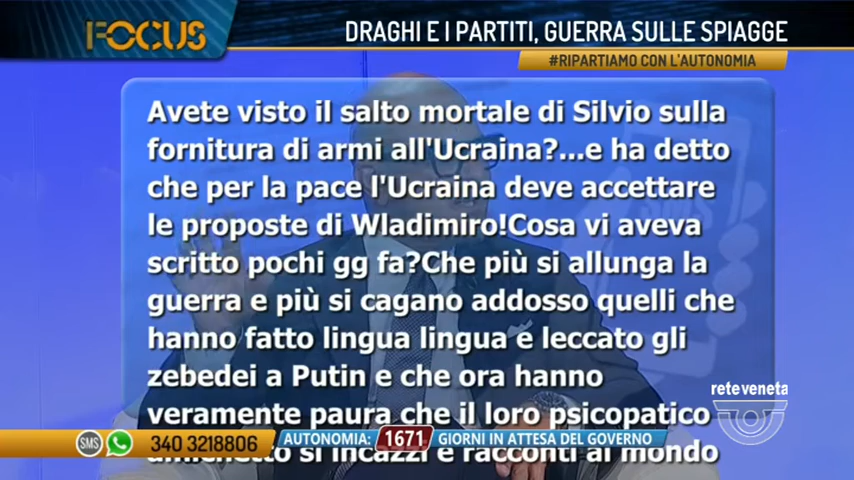 FOCUS
DRAGHI E I PARTITI, GUERRA SULLE SPIAGGE
#RIPARTIAMO CON L'AUTONOMIA
Avete visto il salto mortale di Silvio sulla
fornitura di armi all'Ucraina?...e ha detto
che per la pace l'Ucraina deve accettare
le proposte di Wladimiro!Cosa vi aveva
scritto pochi gg fa?Che più si allunga la
guerra e più si cagano addosso quelli che
hanno fatto lingua lingua e leccato gli
zebedei a Putin e che ora hanno
veramente paura che il loro psicopatico
amichetto si incazzi e racconti al mondo
reteveneta
SMS 340 3218806
AUTONOMIA: 1671 GIORNI IN ATTESA DEL GOVERNO